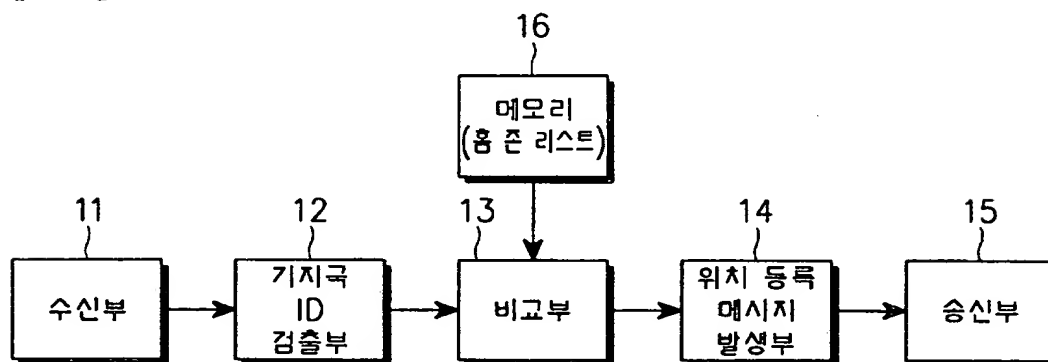 16
메모리
(홈 존 리스트)
11
12
13
14
15
수신부
기지국
ID
검출부
비교부
위치 등록
메시지
발생부
송신부